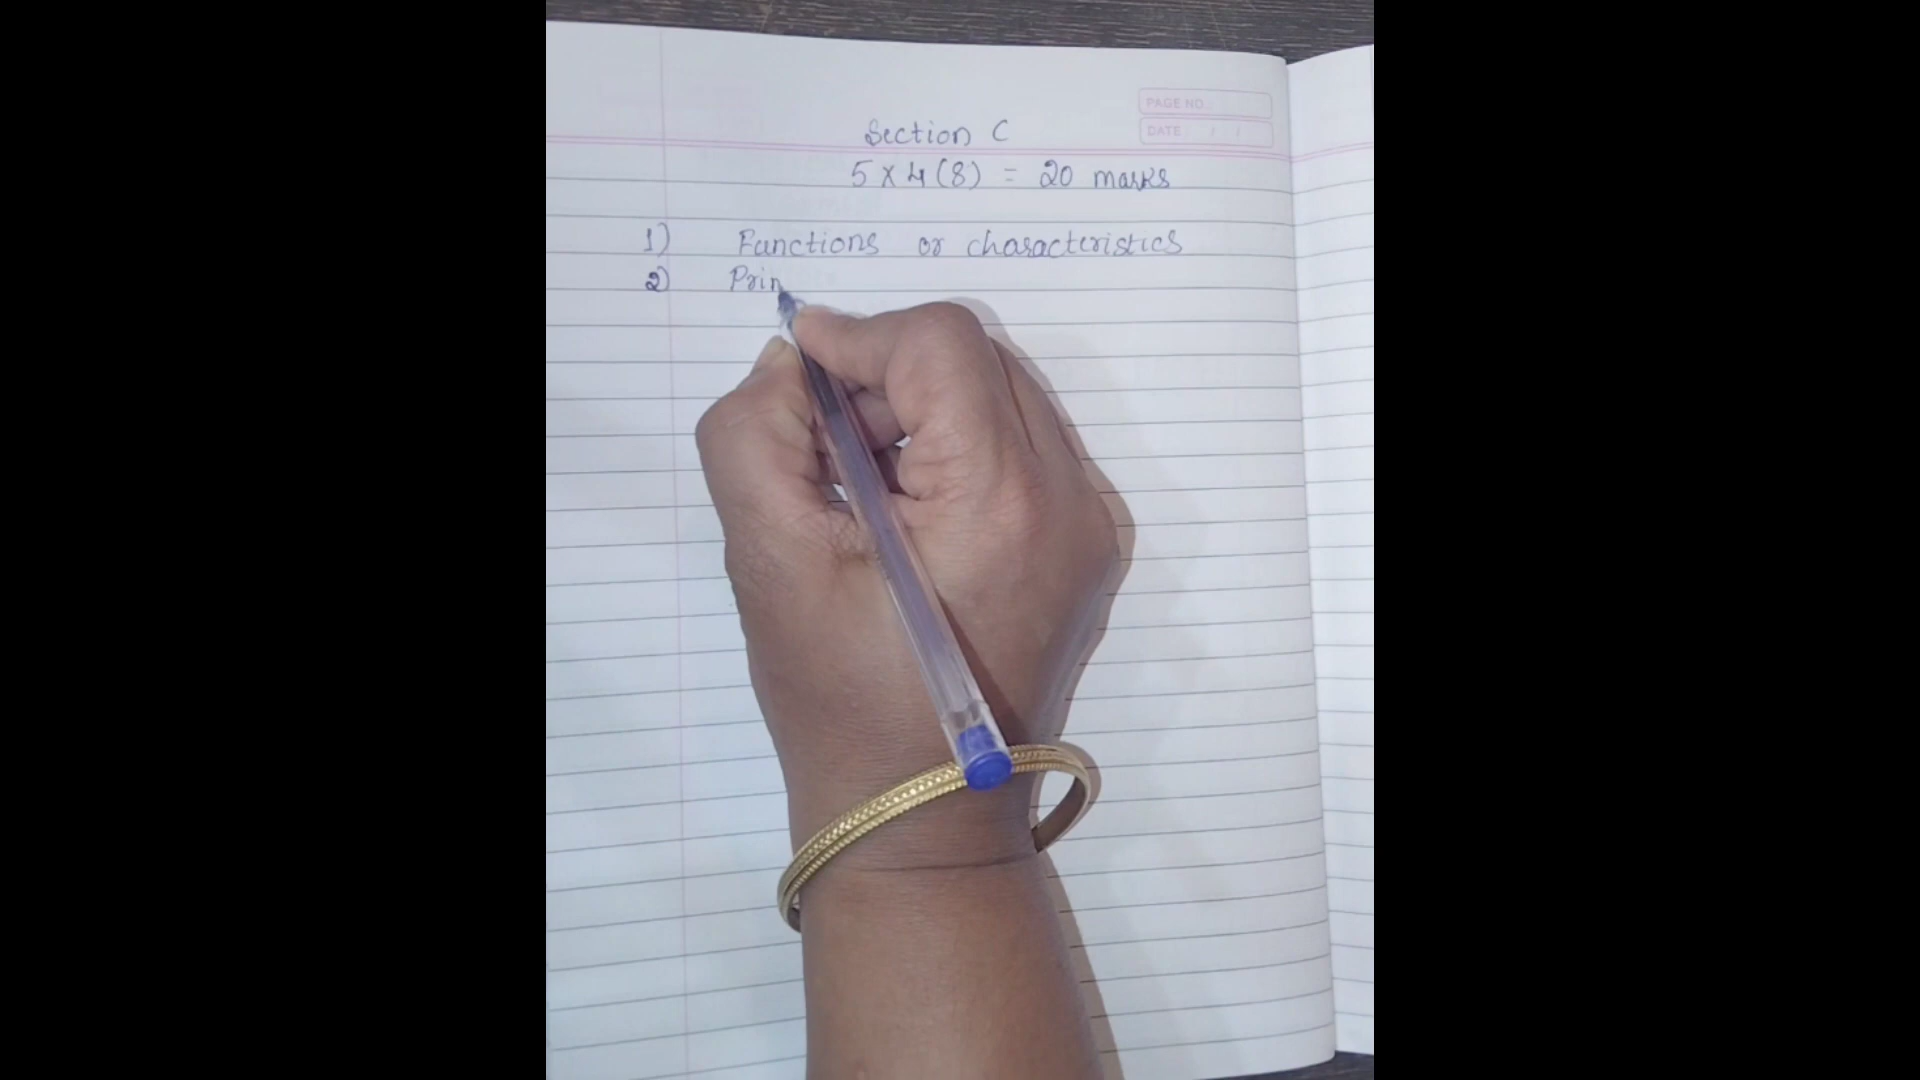 PAGE NO.:
DATE / /
Section C
5 x 4 (8) = 20 marks
1) Functions or characteristics
2) Prin